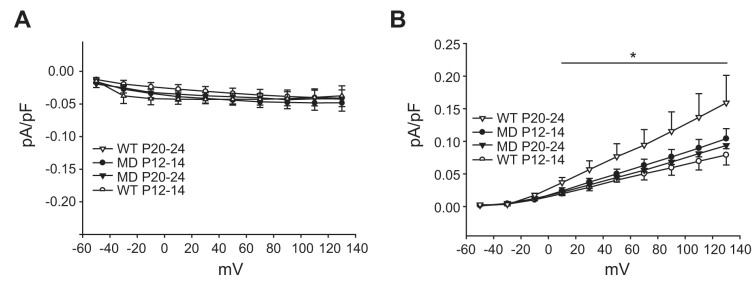 A
0.00
-0.05
-0.10
-0.15
-0.20
pA/pF
WT P20-24
MD P12-14
MD P20-24
WT P12-14
-60 -40 -20 0 20 40 60 80 100 120 140
mV
B
0.25
0.20
0.15
0.10
0.05
0.00
pA/pF
*
WT P20-24
MD P12-14
MD P20-24
WT P12-14
-60 -40 -20 0 20 40 60 80 100 120 140
mV